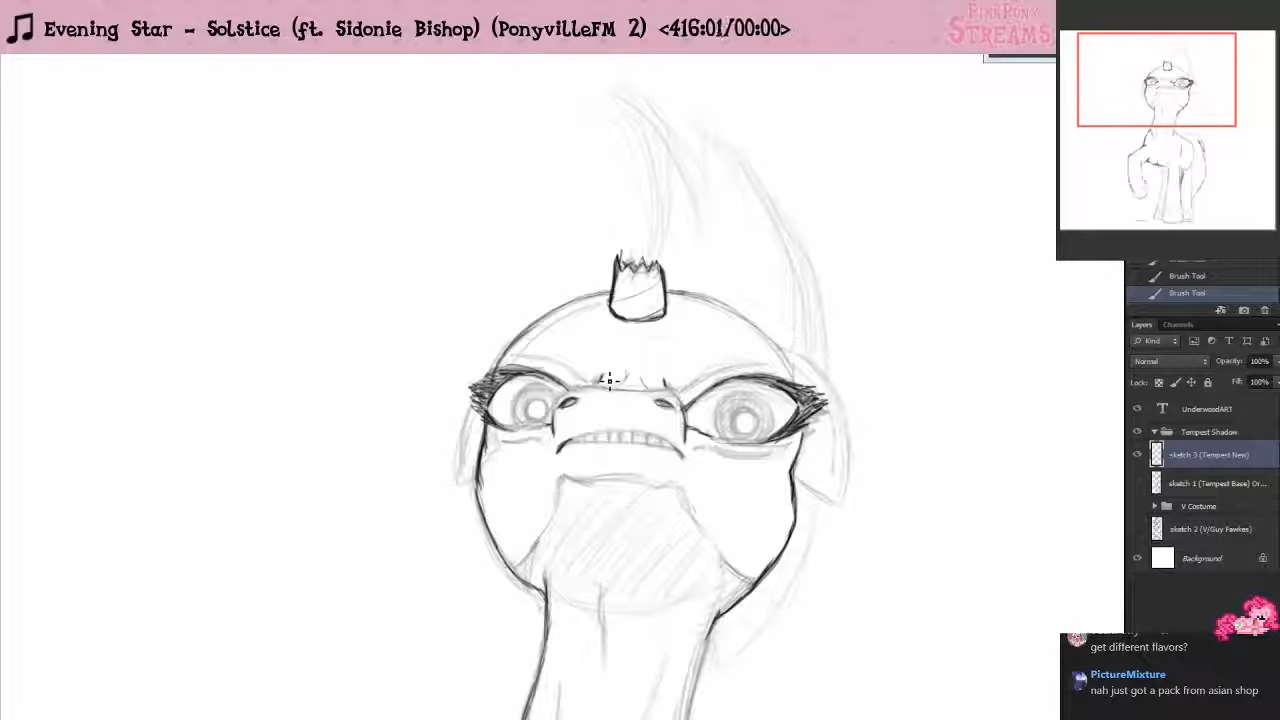 Evening Star - Solstice (ft. Sidonie Bishop) (PonyvilleFM 2) <416:01/00:00>
PINKPONY
STREAMS
Brush Tool
Brush Tool
Layers Channels
Kind
Normal Opacity: 100%
Lock: Fill: 100%
UnderwoodART
Tempest Shadow
sketch 3 (Tempest New)
sketch 1 (Tempest Base) Or...
V Costume
sketch 2 (V/Guy Fawkes)
Background
get different flavors?
PictureMixture
nah just got a pack from asian shop